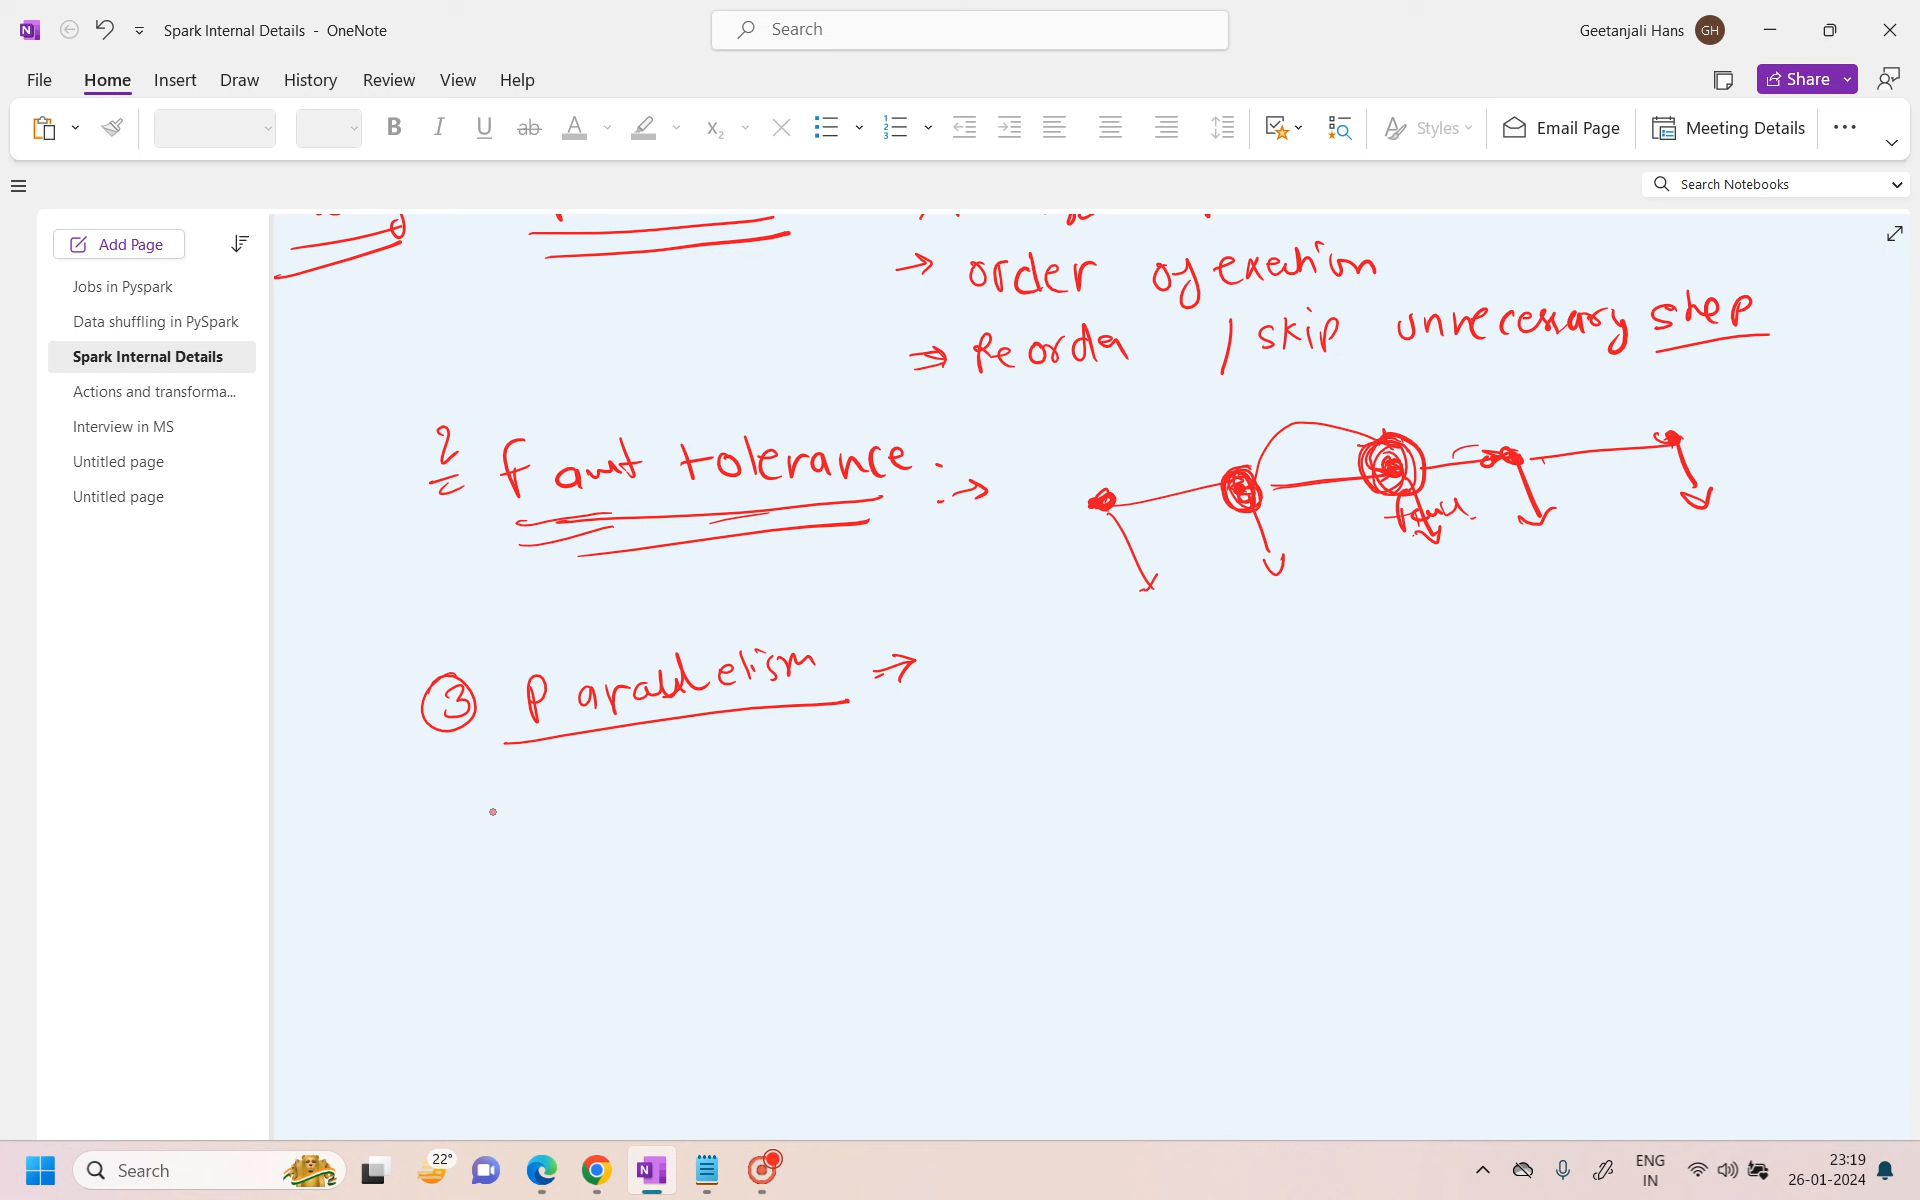 Spark Internal Details - OneNote
Search
Geetanjali Hans
GH
File Home Insert Draw History Review View Help
Share
B I U ab A X₂ Styles Email Page Meeting Details
Search Notebooks
Add Page
Jobs in Pyspark
Data shuffling in PySpark
Spark Internal Details
Actions and transforma...
Interview in MS
Untitled page
Untitled page
→ order of
⇒ Reorder / skip unnecessary step
2 tolerance : →
③ ⇒
Search
22°
ENG
IN
23:19
26-01-2024